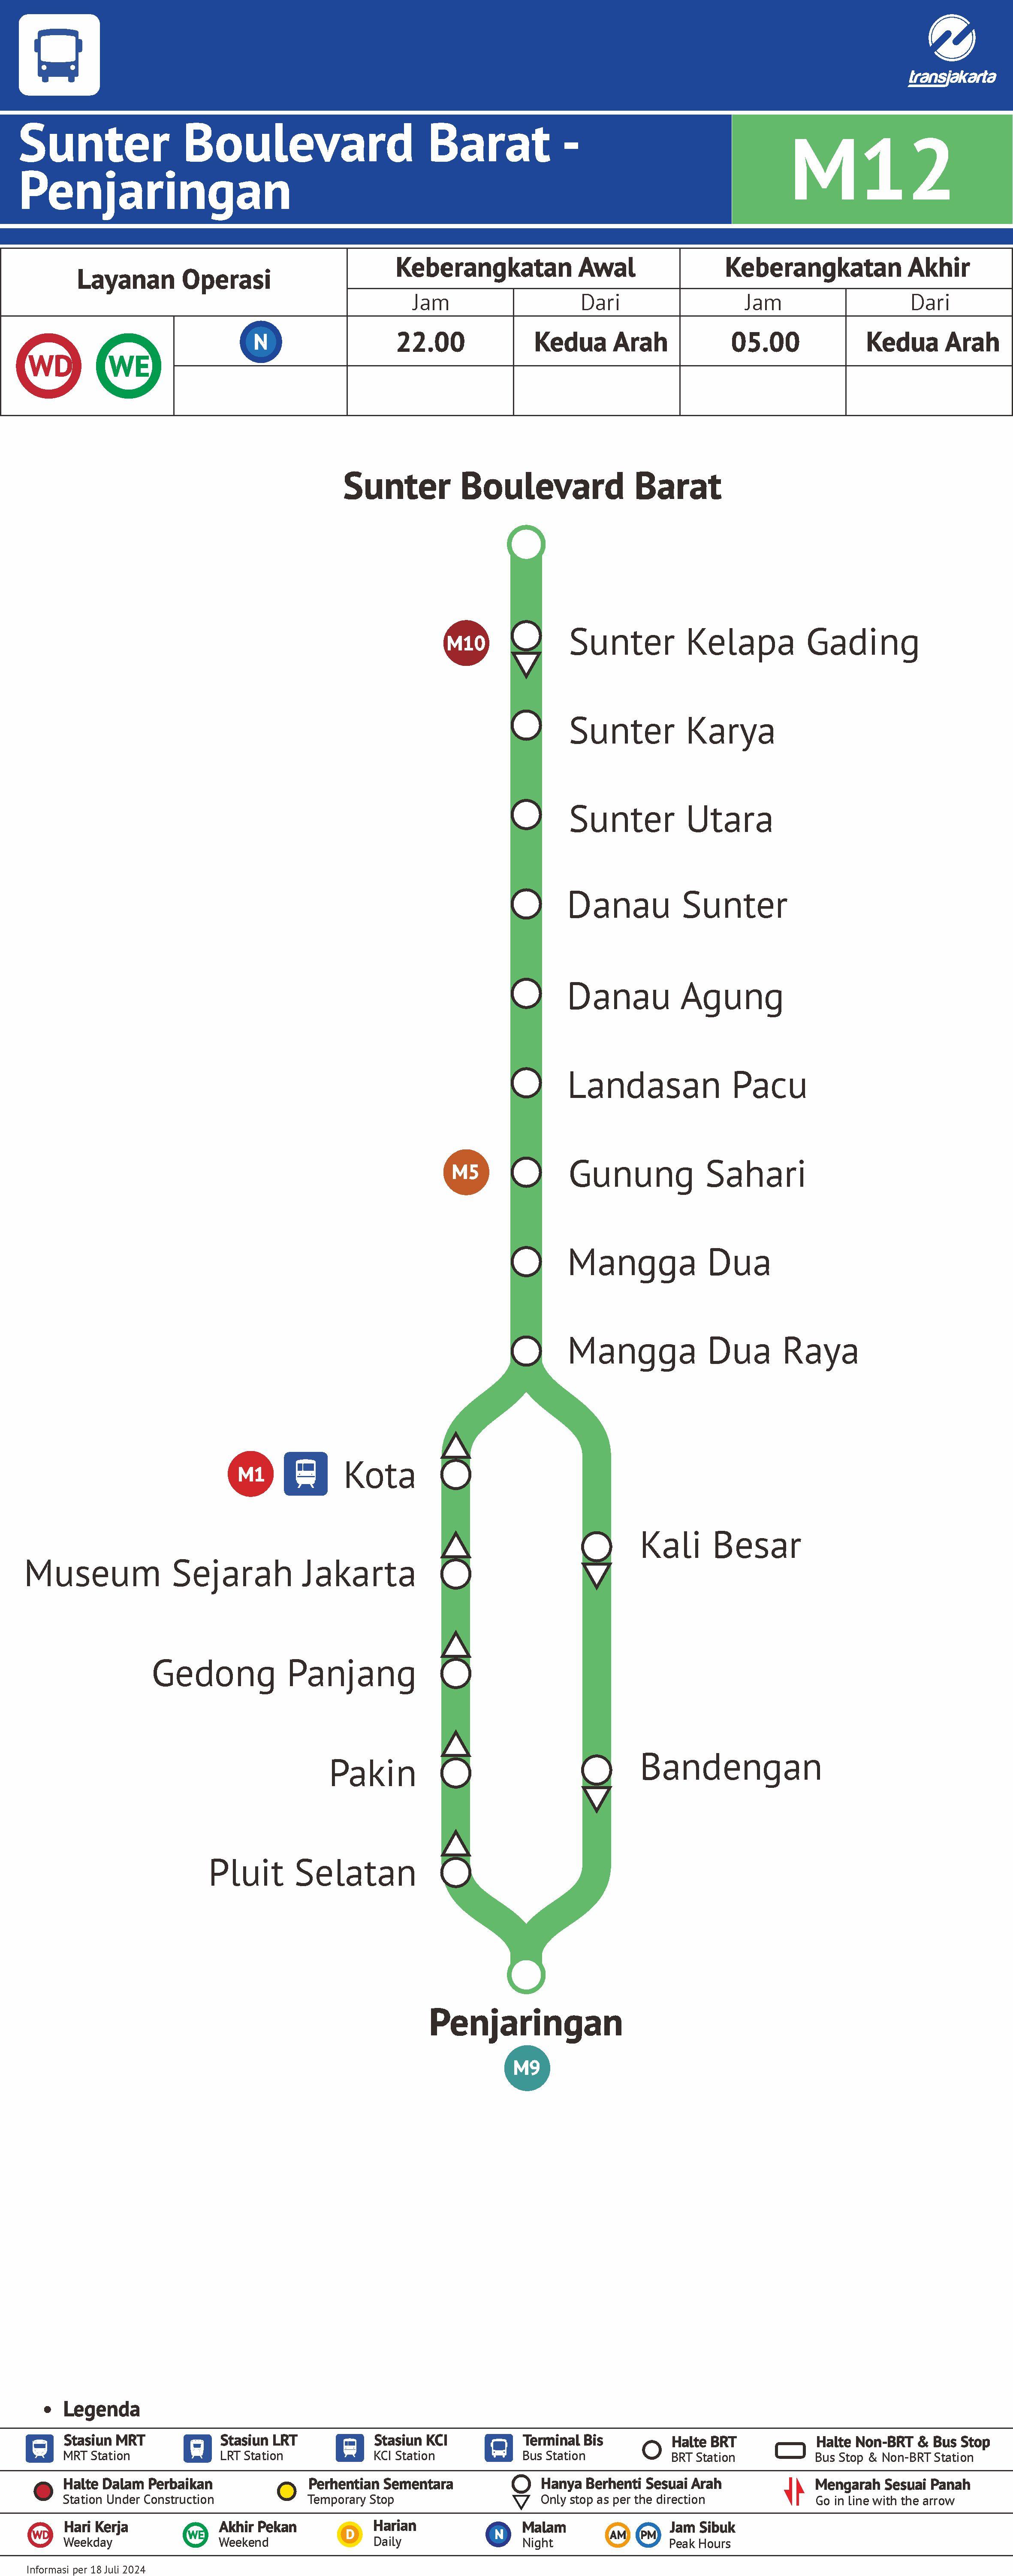 transjakarta
Sunter Boulevard Barat -
Penjaringan
M12
Layanan Operasi
Keberangkatan Awal
Keberangkatan Akhir
Jam
Dari
Jam
Dari
WD
WE
N
22.00
Kedua Arah
05.00
Kedua Arah
Sunter Boulevard Barat
M10
Sunter Kelapa Gading
Sunter Karya
Sunter Utara
Danau Sunter
Danau Agung
Landasan Pacu
M5
Gunung Sahari
Mangga Dua
Mangga Dua Raya
M1
Kota
Kali Besar
Museum Sejarah Jakarta
Gedong Panjang
Pakin
Bandengan
Pluit Selatan
Penjaringan
M9
• Legenda
Stasiun MRT
MRT Station
Stasiun LRT
LRT Station
Stasiun KCI
KCI Station
Terminal Bis
Bus Station
Halte BRT
BRT Station
Halte Non-BRT & Bus Stop
Bus Stop & Non-BRT Station
Halte Dalam Perbaikan
Station Under Construction
Perhentian Sementara
Temporary Stop
Hanya Berhenti Sesuai Arah
Only stop as per the direction
Mengarah Sesuai Panah
Go in line with the arrow
WD
Hari Kerja
Weekday
WE
Akhir Pekan
Weekend
D
Harian
Daily
N
Malam
Night
AM
PM
Jam Sibuk
Peak Hours
Informasi per 18 Juli 2024